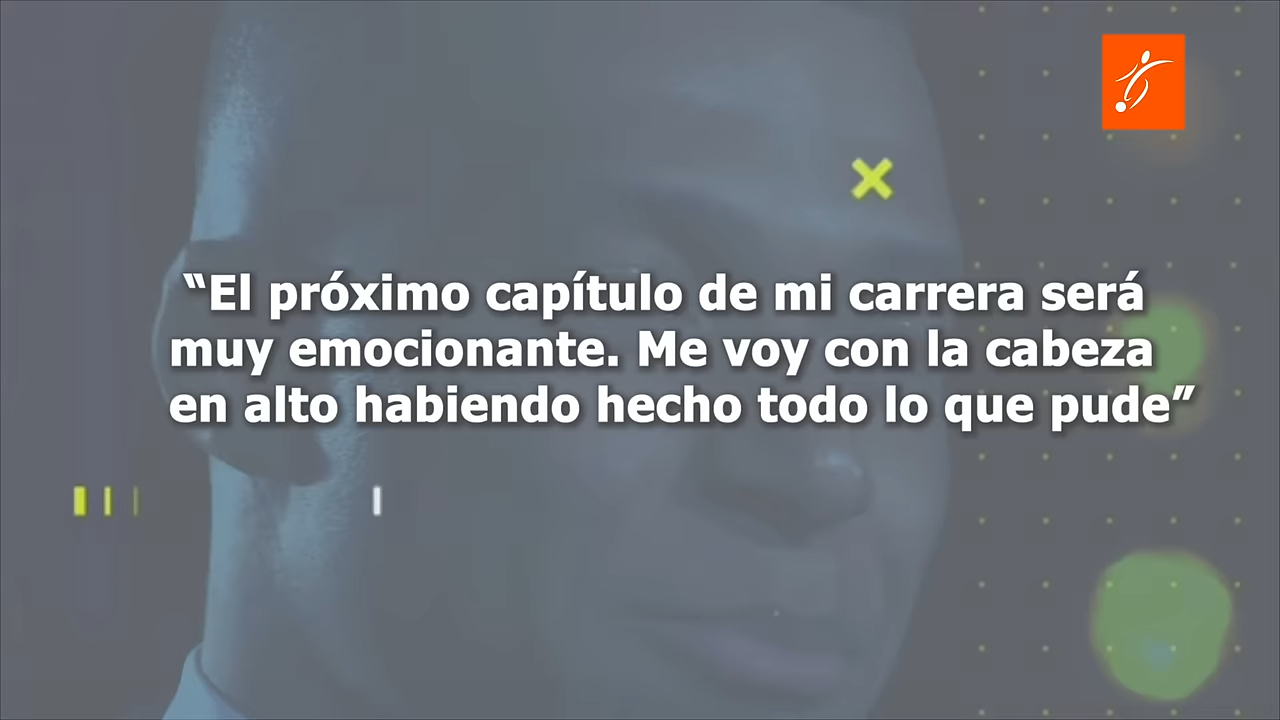 “El próximo capítulo de mi carrera será
muy emocionante. Me voy con la cabeza
en alto habiendo hecho todo lo que pude”